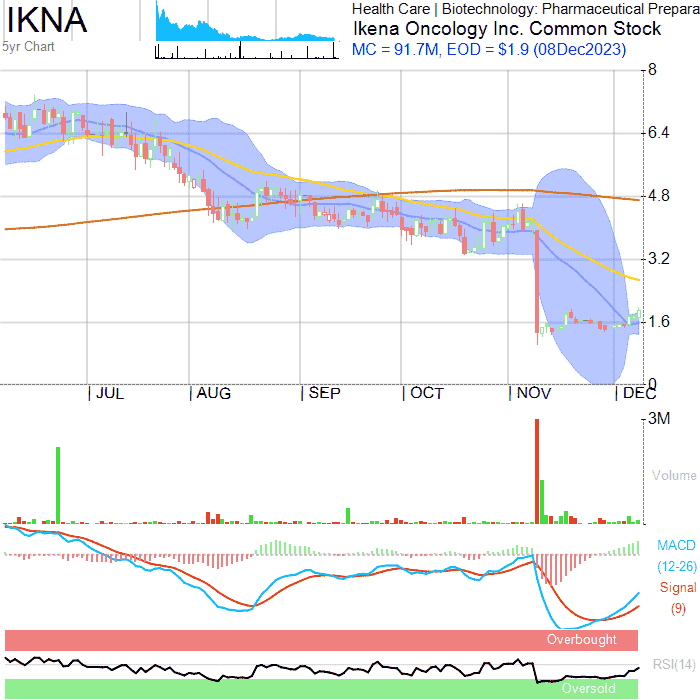 IKNA
5yr Chart
Health Care | Biotechnology: Pharmaceutical Prepara
Ikena Oncology Inc. Common Stock
MC = 91.7M, EOD = $1.9 (08Dec2023)
8
6.4
4.8
3.2
1.6
0
JUL AUG SEP OCT NOV DEC
3M
Volume
MACD
(12-26)
Signal
(9)
Overbought
RSI(14)
Oversold